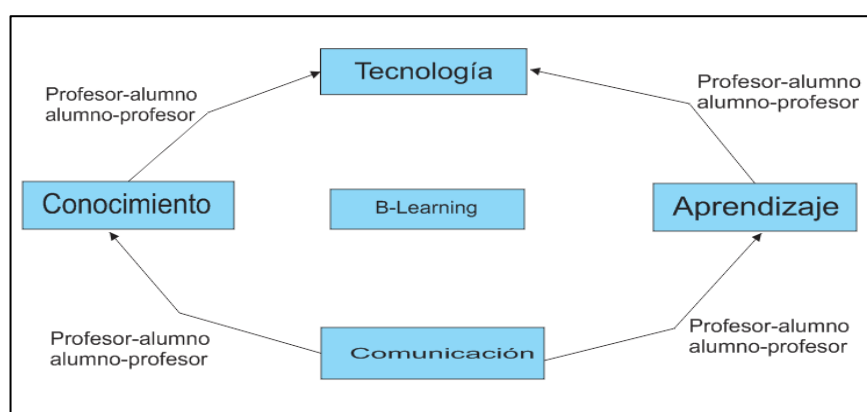 Tecnología
Profesor-alumno
alumno-profesor
Profesor-alumno
alumno-profesor
Conocimiento
B-Learning
Aprendizaje
Profesor-alumno
alumno-profesor
Comunicación
Profesor-alumno
alumno-profesor